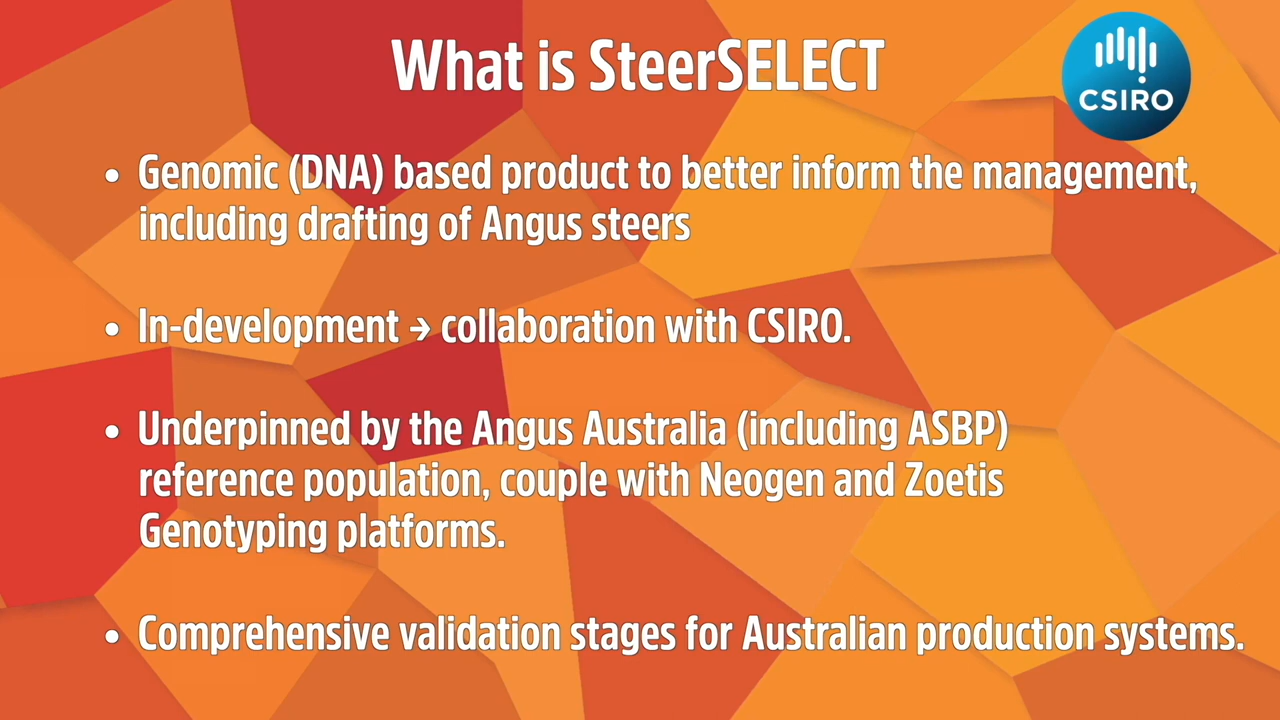 What is SteerSELECT
CSIRO
• Genomic (DNA) based product to better inform the management,
including drafting of Angus steers
• In-development → collaboration with CSIRO.
• Underpinned by the Angus Australia (including ASBP)
reference population, couple with Neogen and Zoetis
Genotyping platforms.
• Comprehensive validation stages for Australian production systems.